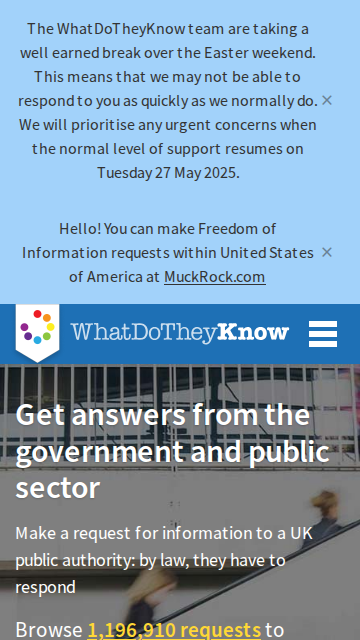 The WhatDoTheyKnow team are taking a
well earned break over the Easter weekend.
This means that we may not be able to
respond to you as quickly as we normally do.
We will prioritise any urgent concerns when
the normal level of support resumes on
Tuesday 27 May 2025.
Hello! You can make Freedom of
Information requests within United States
of America at MuckRock.com
WhatDoTheyKnow
Get answers from the
government and public
sector
Make a request for information to a UK
public authority: by law, they have to
respond
Browse 1,196,910 requests to